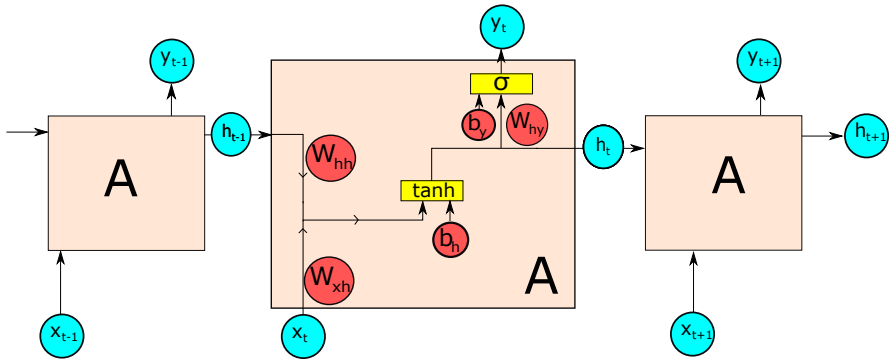 y_t
y_{t-1}
y_{t+1}
σ
b_y
W_{hy}
h_{t-1}
h_t
h_{t+1}
W_{hh}
A
tanh
A
b_h
W_{xh}
A
x_{t-1}
x_t
x_{t+1}